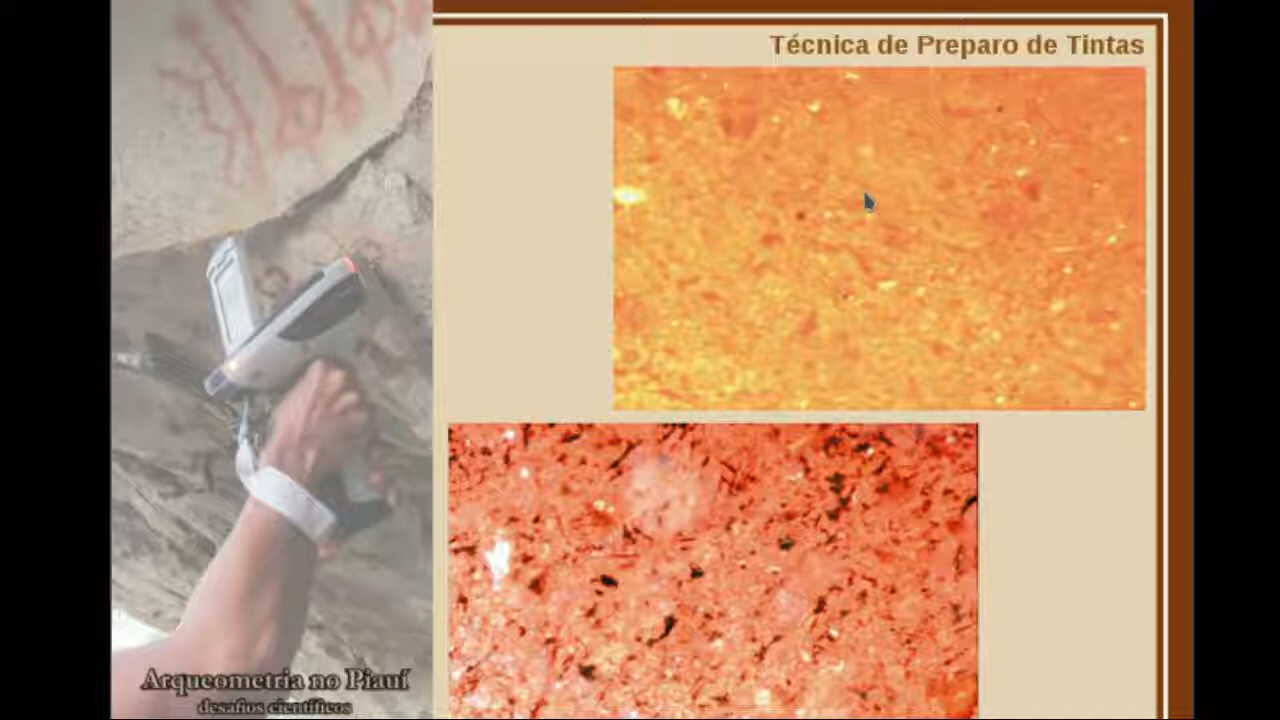 Técnica de Preparo de Tintas
Arqueometria no Piauí
desafios científicos